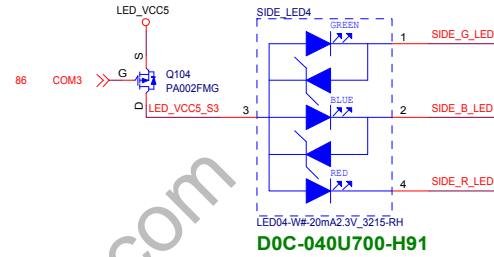 LED_VCC5
SIDE_LED4
GREEN
1
SIDE_G_LED
S
86
COM3
G
Q104
PA002FMG
D
LED_VCC5_S3
3
BLUE
2
SIDE_B_LED
RED
4
SIDE_R_LED
LED04-W#-20mA2.3V_3215-RH
D0C-040U700-H91
.com